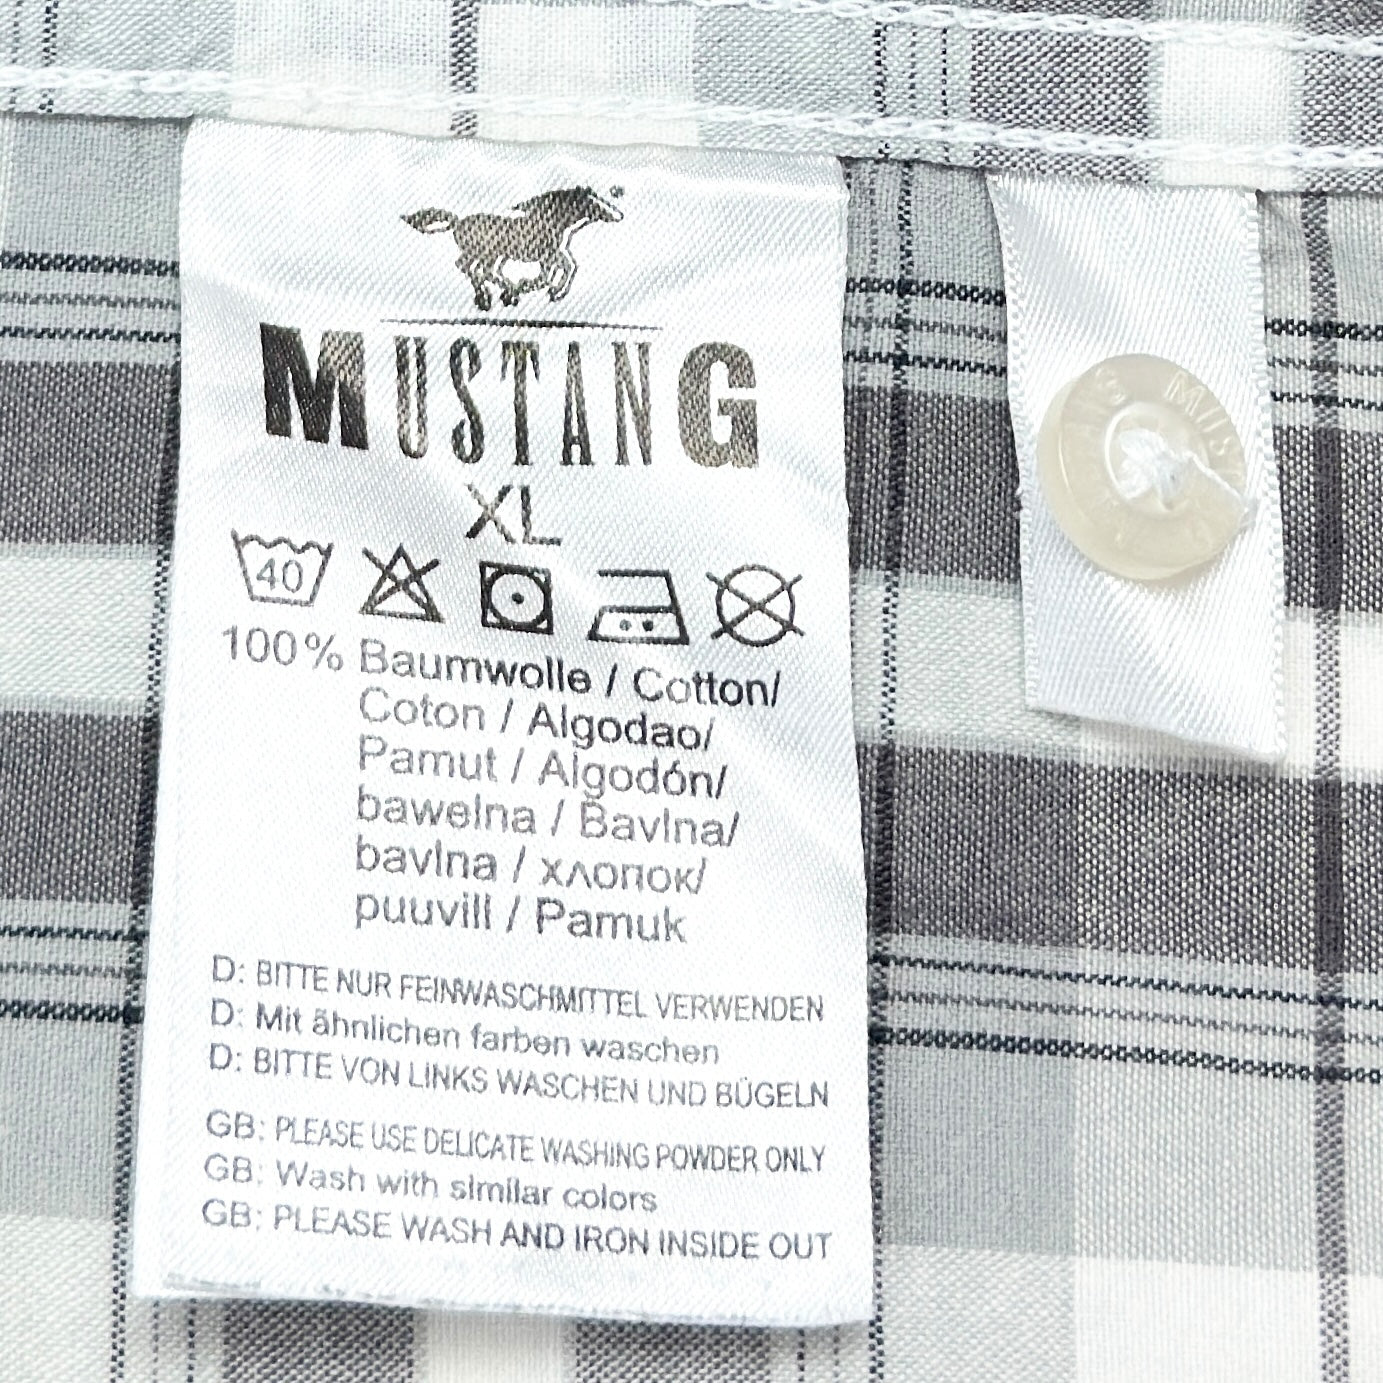 MUSTANG
XL
40
100% Baumwolle / Cotton/
Coton / Algodao/
Pamut / Algodón/
bawełna / Bavlna/
bavlna / хлопок/
puuvill / Pamuk
D: BITTE NUR FEINWASCHMITTEL VERWENDEN
D: Mit ähnlichen farben waschen
D: BITTE VON LINKS WASCHEN UND BÜGELN
GB: PLEASE USE DELICATE WASHING POWDER ONLY
GB: Wash with similar colors
GB: PLEASE WASH AND IRON INSIDE OUT